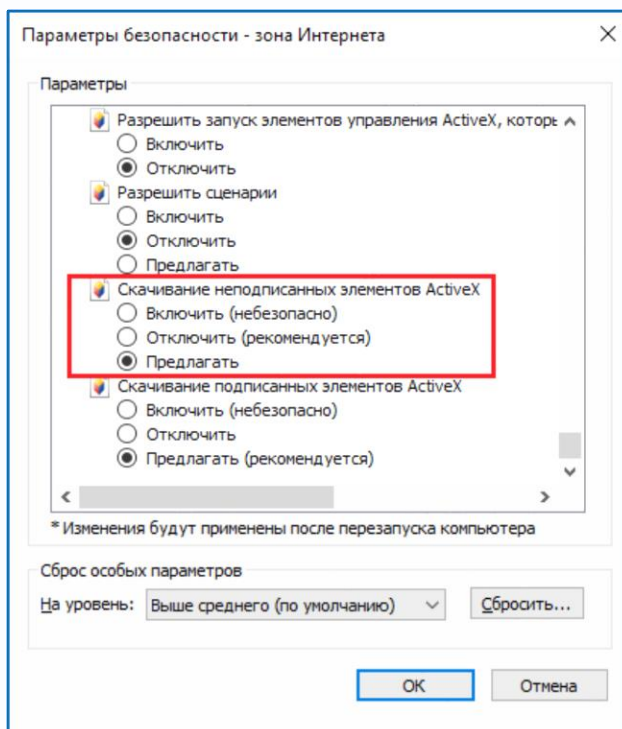 Параметры безопасности - зона Интернета
Параметры
Разрешить запуск элементов управления ActiveX, которы
Включить
Отключить
Разрешить сценарии
Включить
Отключить
Предлагать
Скачивание неподписанных элементов ActiveX
Включить (небезопасно)
Отключить (рекомендуется)
Предлагать
Скачивание подписанных элементов ActiveX
Включить (небезопасно)
Отключить
Предлагать (рекомендуется)
* Изменения будут применены после перезапуска компьютера
Сброс особых параметров
На уровень: Выше среднего (по умолчанию) Сбросить...
ОК Отмена